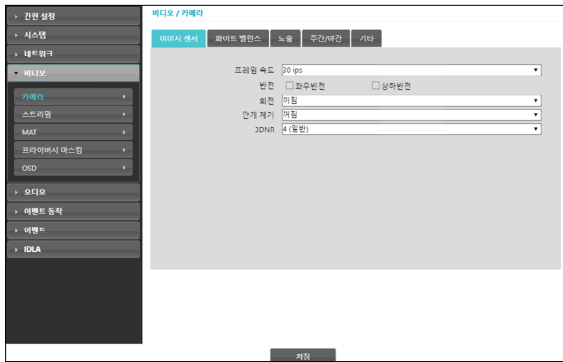 간편 설정
시스템
네트워크
비디오
카메라
스트리밍
MAT
프라이버시 마스킹
OSD
오디오
이벤트 동작
이벤트
IDLA
비디오 / 카메라
이미지 센서 화이트 밸런스 노출 주간/야간 기타
프레임 속도 30 ips
반전 좌우반전 상하반전
회전 꺼짐
안개 제거 꺼짐
3DNR 4 (일반)
저장